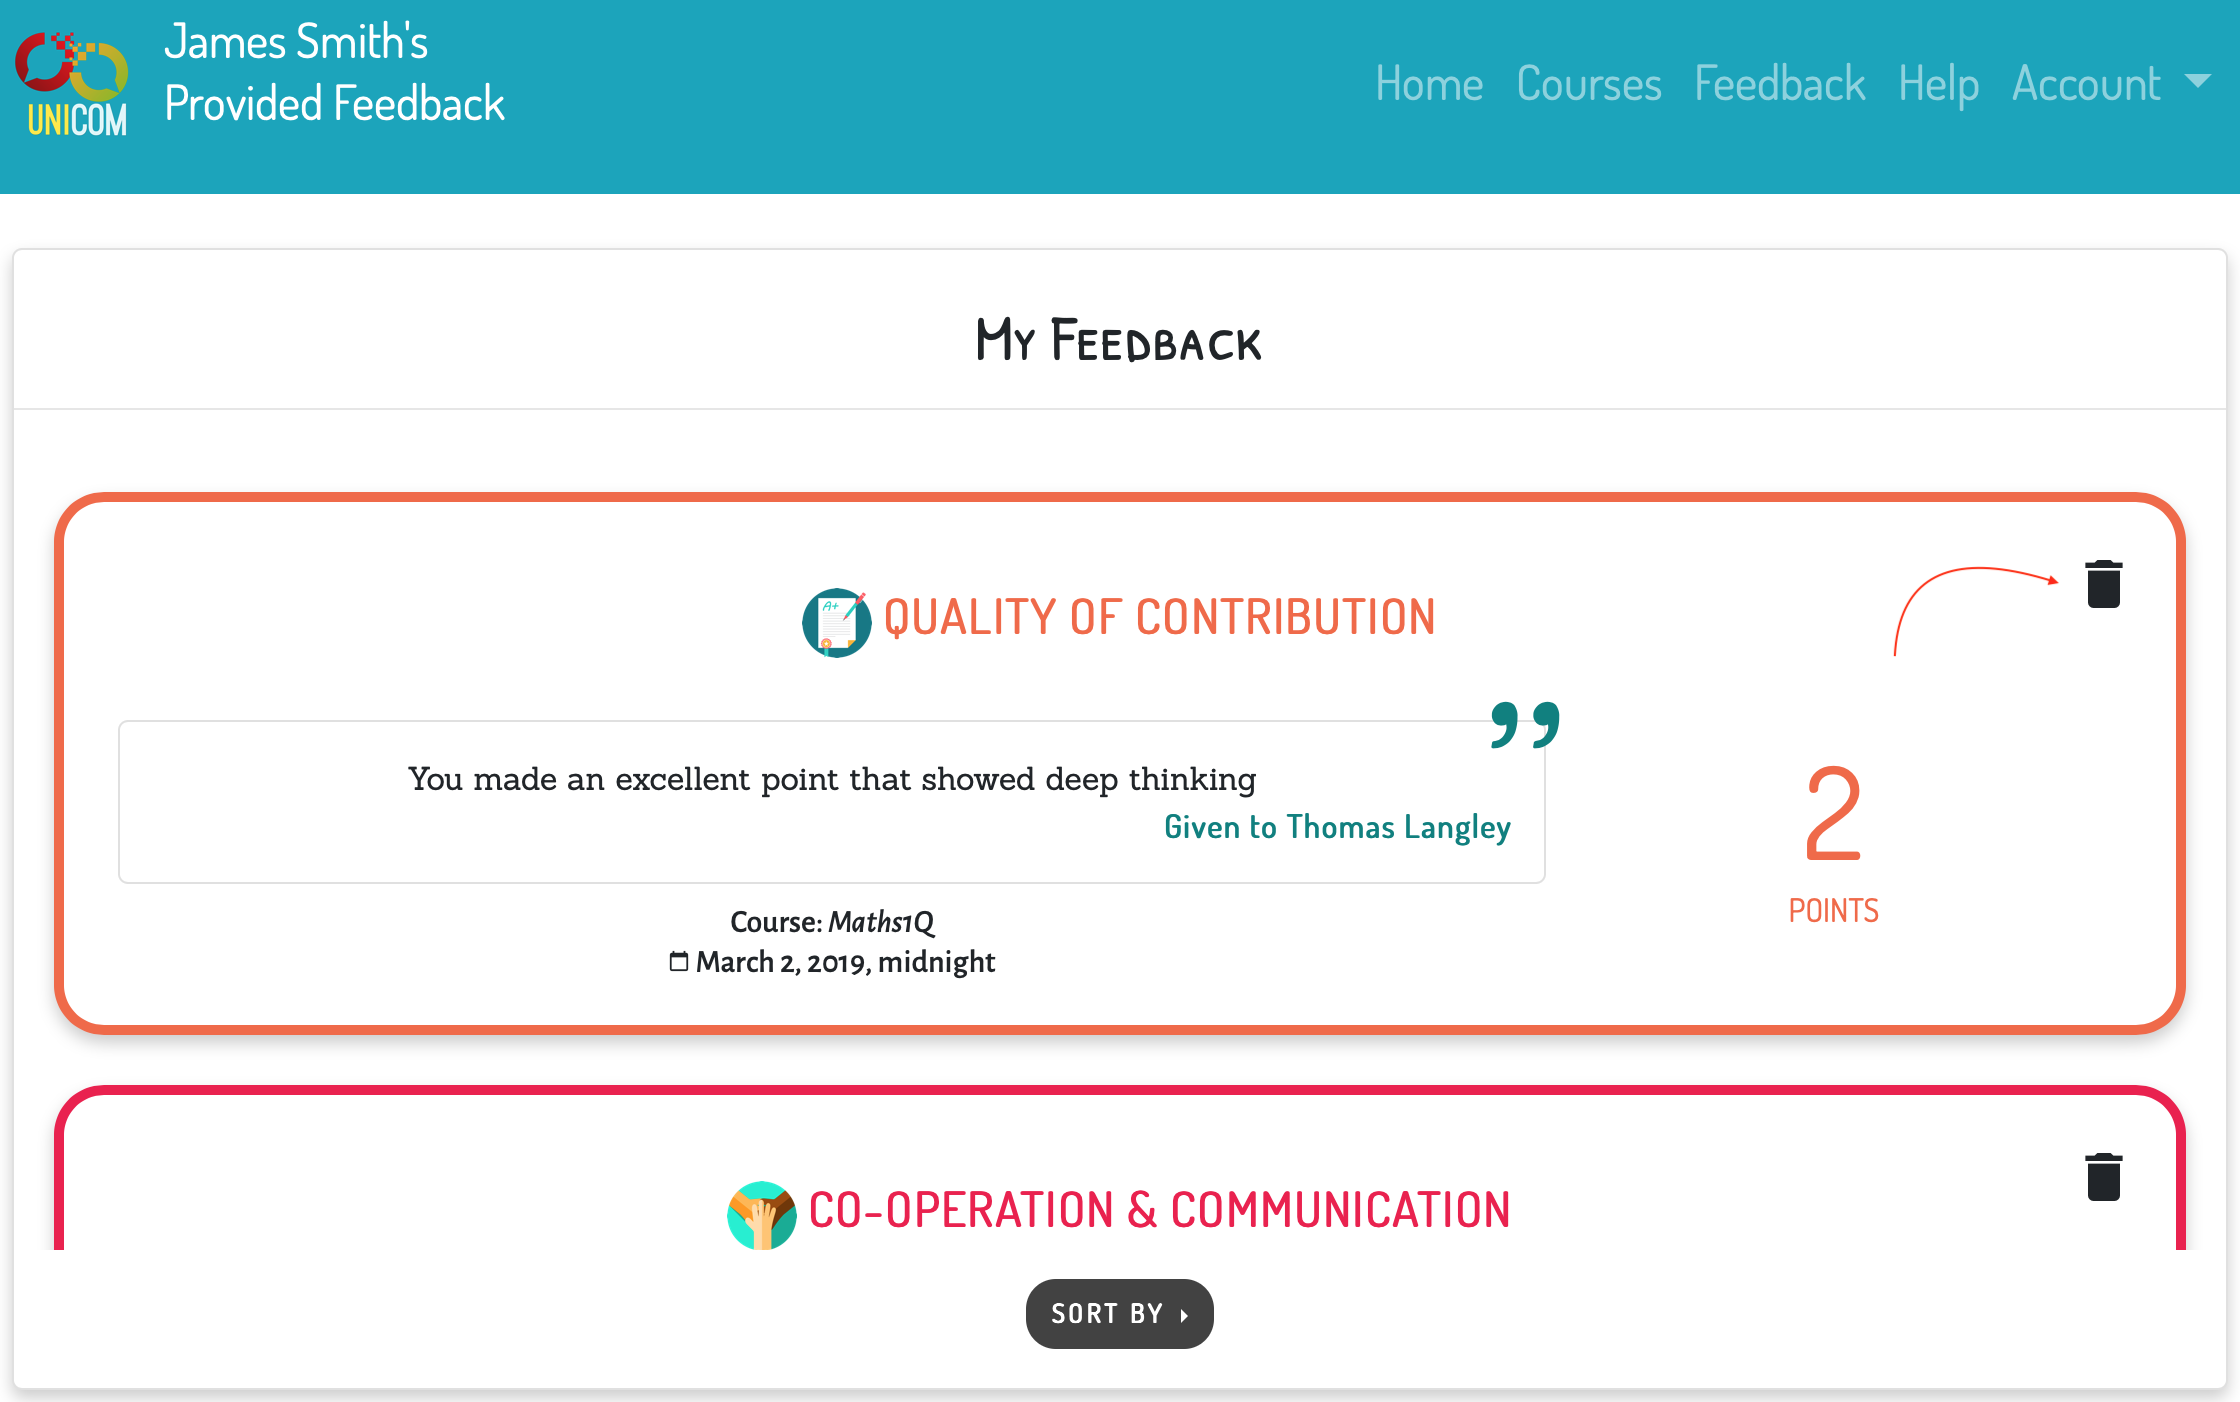 James Smith's
Provided Feedback
UNICOM
Home Courses Feedback Help Account
My Feedback
A+
QUALITY OF CONTRIBUTION
You made an excellent point that showed deep thinking
Given to Thomas Langley
2
POINTS
Course: Maths1Q
March 2, 2019, midnight
CO-OPERATION & COMMUNICATION
SORT BY